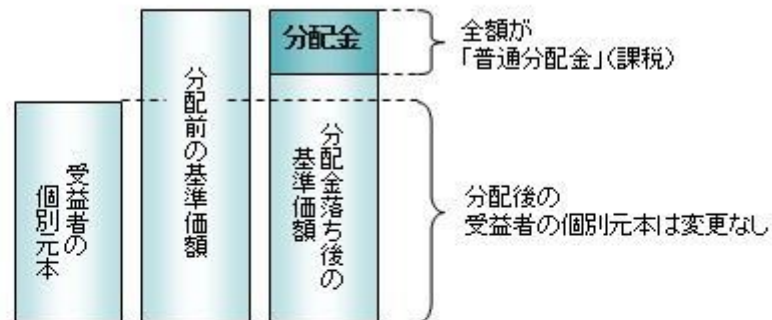 受益者の
個別元本
分配前の基準価額
分配金
分配金落ち後の
基準価額
全額が
「普通分配金」(課税)
分配後の
受益者の個別元本は変更なし